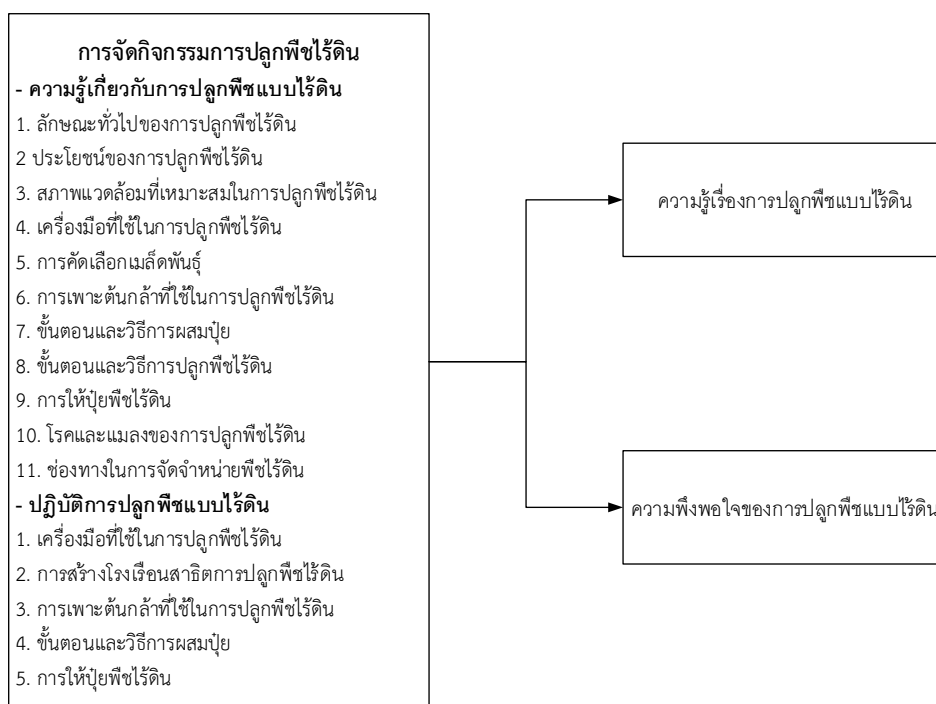 การจัดกิจกรรมการปลูกพืชไร้ดิน
- ความรู้เกี่ยวกับการปลูกพืชแบบไร้ดิน
1. ลักษณะทั่วไปของการปลูกพืชไร้ดิน
2 ประโยชน์ของการปลูกพืชไร้ดิน
3. สภาพแวดล้อมที่เหมาะสมในการปลูกพืชไร้ดิน
4. เครื่องมือที่ใช้ในการปลูกพืชไร้ดิน
5. การคัดเลือกเมล็ดพันธุ์
6. การเพาะต้นกล้าที่ใช้ในการปลูกพืชไร้ดิน
7. ขั้นตอนและวิธีการผสมปุ๋ย
8. ขั้นตอนและวิธีการปลูกพืชไร้ดิน
9. การให้ปุ๋ยพืชไร้ดิน
10. โรคและแมลงของการปลูกพืชไร้ดิน
11. ช่องทางในการจัดจำหน่ายพืชไร้ดิน
- ปฏิบัติการปลูกพืชแบบไร้ดิน
1. เครื่องมือที่ใช้ในการปลูกพืชไร้ดิน
2. การสร้างโรงเรือนสาธิตการปลูกพืชไร้ดิน
3. การเพาะต้นกล้าที่ใช้ในการปลูกพืชไร้ดิน
4. ขั้นตอนและวิธีการผสมปุ๋ย
5. การให้ปุ๋ยพืชไร้ดิน
ความรู้เรื่องการปลูกพืชแบบไร้ดิน
ความพึงพอใจของการปลูกพืชแบบไร้ดิน